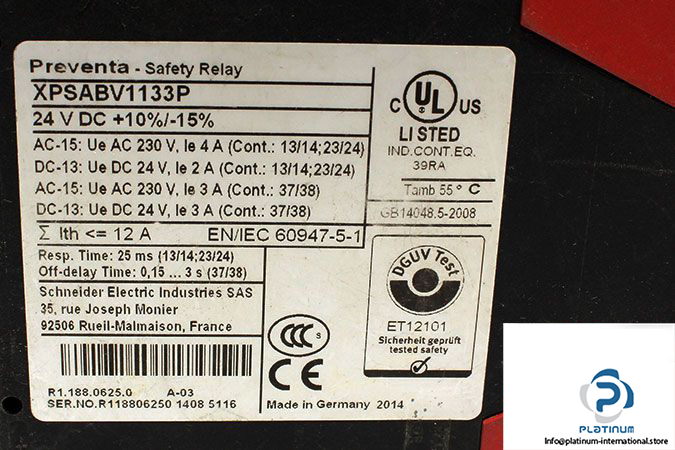 Preventa - Safety Relay
XPSABV1133P
24 V DC +10%/-15%
AC-15: Ue AC 230 V, Ie 4 A (Cont.: 13/14;23/24)
DC-13: Ue DC 24 V, Ie 2 A (Cont.: 13/14;23/24)
AC-15: Ue AC 230 V, Ie 3 A (Cont.: 37/38)
DC-13: Ue DC 24 V, Ie 3 A (Cont.: 37/38)
Σ Ith <= 12 A EN/IEC 60947-5-1
Resp. Time: 25 ms (13/14;23/24)
Off-delay Time: 0,15 ... 3 s (37/38)
Schneider Electric Industries SAS
35, rue Joseph Monier
92506 Rueil-Malmaison, France
R1.188.0625.0 A-03
SER.NO.R118806250 1408 5116
C UL US
LISTED
IND.CONT.EQ.
39RA
Tamb 55° C
GB14048.5-2008
DGUV Test
ET12101
Sicherheit geprüft
tested safety
CCC S
CE
Made in Germany 2014
P
PLATINUM
Info@platinum-international.store